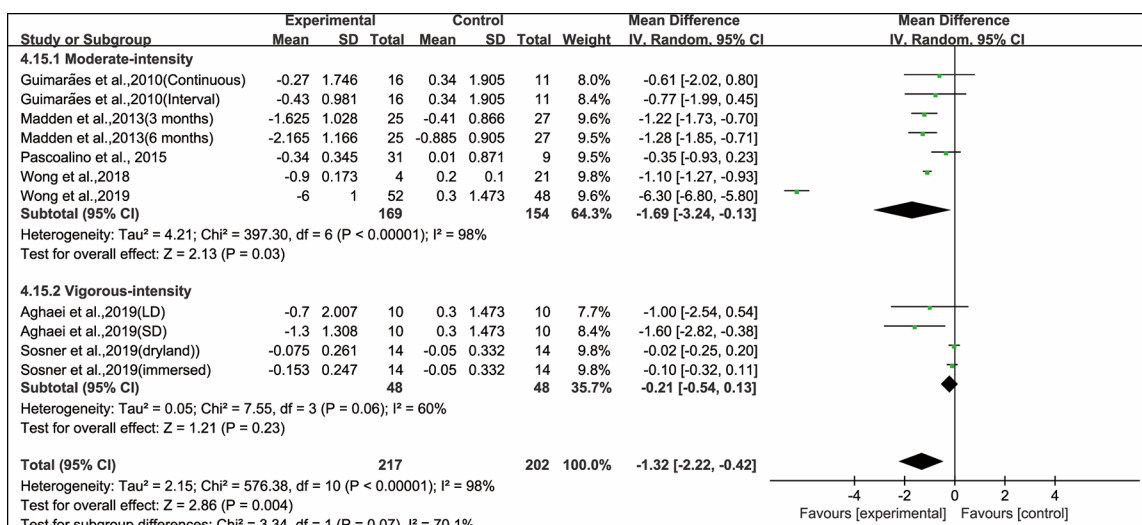 Experimental Control Mean Difference Mean Difference
Study or Subgroup Mean SD Total Mean SD Total Weight IV, Random, 95% CI IV, Random, 95% CI
4.15.1 Moderate-intensity
Guimarães et al.,2010(Continuous) -0.27 1.746 16 0.34 1.905 11 8.0% -0.61 [-2.02, 0.80]
Guimarães et al.,2010(Interval) -0.43 0.981 16 0.34 1.905 11 8.4% -0.77 [-1.99, 0.45]
Madden et al.,2013(3 months) -1.625 1.028 25 -0.41 0.866 27 9.6% -1.22 [-1.73, -0.70]
Madden et al.,2013(6 months) -2.165 1.166 25 -0.885 0.905 27 9.5% -1.28 [-1.85, -0.71]
Pascoalino et al., 2015 -0.34 0.345 31 0.01 0.871 9 9.5% -0.35 [-0.93, 0.23]
Wong et al.,2018 -0.9 0.173 4 0.2 0.1 21 9.8% -1.10 [-1.27, -0.93]
Wong et al.,2019 -6 1 52 0.3 1.473 48 9.6% -6.30 [-6.80, -5.80]
Subtotal (95% CI) 169 154 64.3% -1.69 [-3.24, -0.13]
Heterogeneity: Tau² = 4.21; Chi² = 397.30, df = 6 (P < 0.00001); I² = 98%
Test for overall effect: Z = 2.13 (P = 0.03)
4.15.2 Vigorous-intensity
Aghaei et al.,2019(LD) -0.7 2.007 10 0.3 1.473 10 7.7% -1.00 [-2.54, 0.54]
Aghaei et al.,2019(SD) -1.3 1.308 10 0.3 1.473 10 8.4% -1.60 [-2.82, -0.38]
Sosner et al.,2019(dryland)) -0.075 0.261 14 -0.05 0.332 14 9.8% -0.02 [-0.25, 0.20]
Sosner et al.,2019(immersed) -0.153 0.247 14 -0.05 0.332 14 9.8% -0.10 [-0.32, 0.11]
Subtotal (95% CI) 48 48 35.7% -0.21 [-0.54, 0.13]
Heterogeneity: Tau² = 0.05; Chi² = 7.55, df = 3 (P = 0.06); I² = 60%
Test for overall effect: Z = 1.21 (P = 0.23)
Total (95% CI) 217 202 100.0% -1.32 [-2.22, -0.42]
Heterogeneity: Tau² = 2.15; Chi² = 576.38, df = 10 (P < 0.00001); I² = 98%
-4 -2 0 2 4
Test for overall effect: Z = 2.86 (P = 0.004)
Favours [experimental] Favours [control]
Test for subgroup differences: Chi² = 3.34, df = 1 (P = 0.07), I² = 70.1%